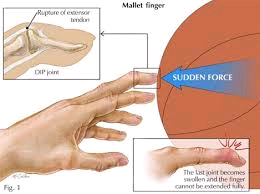 Mallet finger
Rupture of extensor
tendon
DIP joint
SUDDEN FORCE
The last joint becomes
swollen and the finger
cannot be extended fully.
Fig. 1